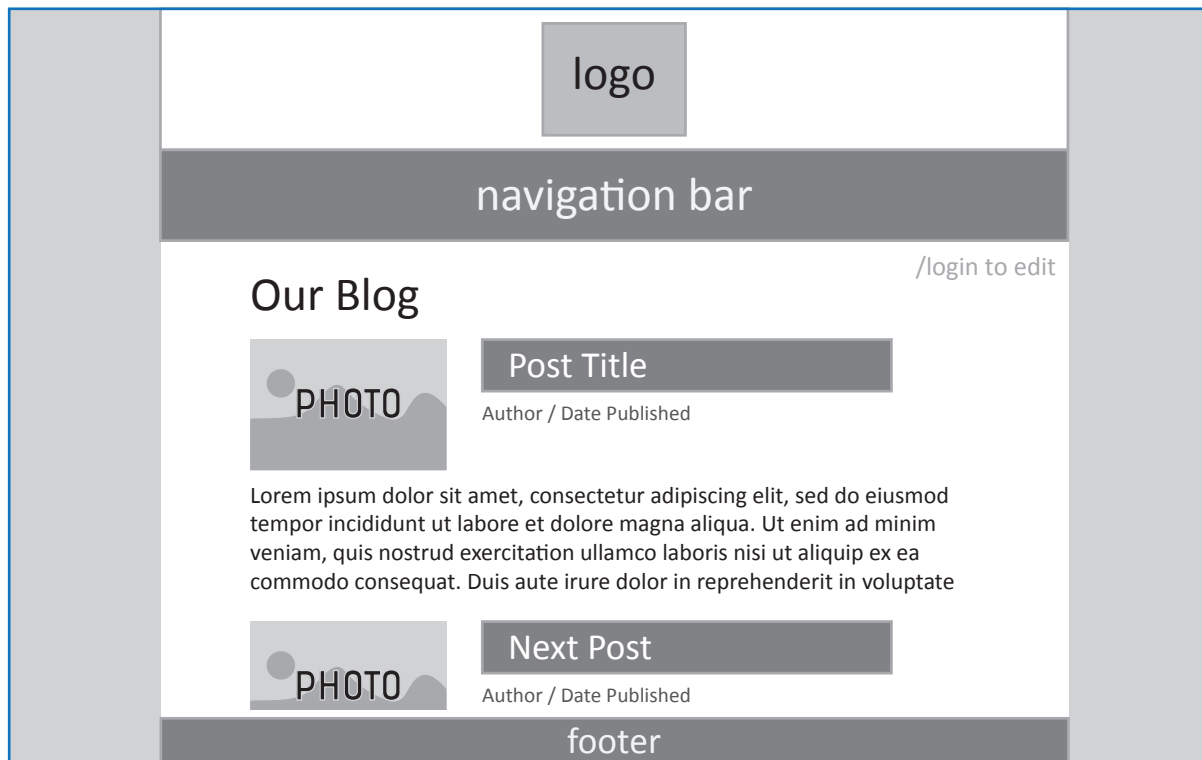 logo
navigation bar
/login to edit
Our Blog
PHOTO
Post Title
Author / Date Published
Lorem ipsum dolor sit amet, consectetur adipiscing elit, sed do eiusmod
tempor incididunt ut labore et dolore magna aliqua. Ut enim ad minim
veniam, quis nostrud exercitation ullamco laboris nisi ut aliquip ex ea
commodo consequat. Duis aute irure dolor in reprehenderit in voluptate
PHOTO
Next Post
Author / Date Published
footer